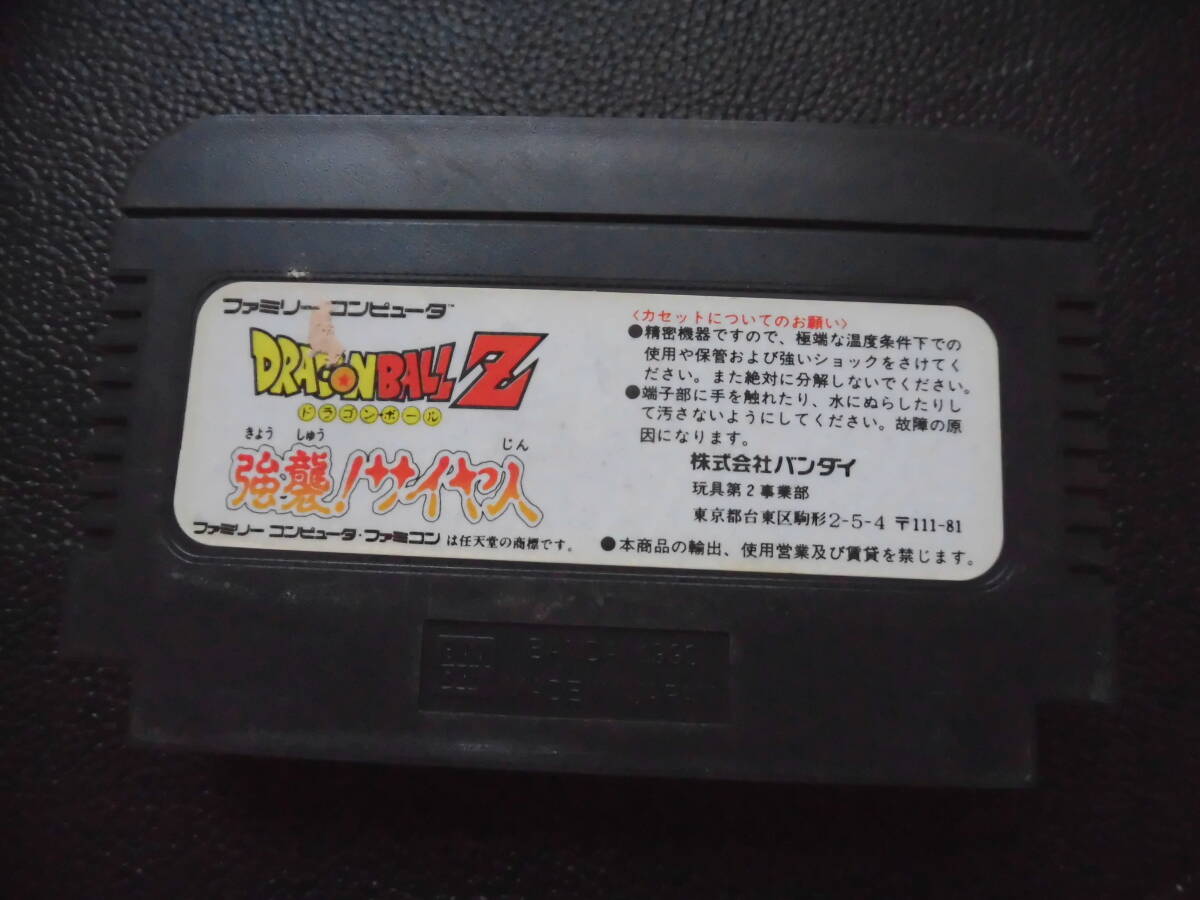 ファミリー コンピュータ™
DRAGON BALL Z
ドラゴンボール
きょう しゅう じん
強襲!サイヤ人
ファミリー コンピュータ・ファミコン は任天堂の商標です。
〈カセットについてのお願い〉
●精密機器ですので、極端な温度条件下での
使用や保管および強いショックをさけてく
ださい。また絶対に分解しないでください。
●端子部に手を触れたり、水にぬらしたりし
て汚さないようにしてください。故障の原
因になります。
株式会社バンダイ
玩具第2事業部
東京都台東区駒形2-5-4 〒111-81
●本商品の輸出、使用営業及び賃貸を禁じます。
BAN
DAI
BANDAI